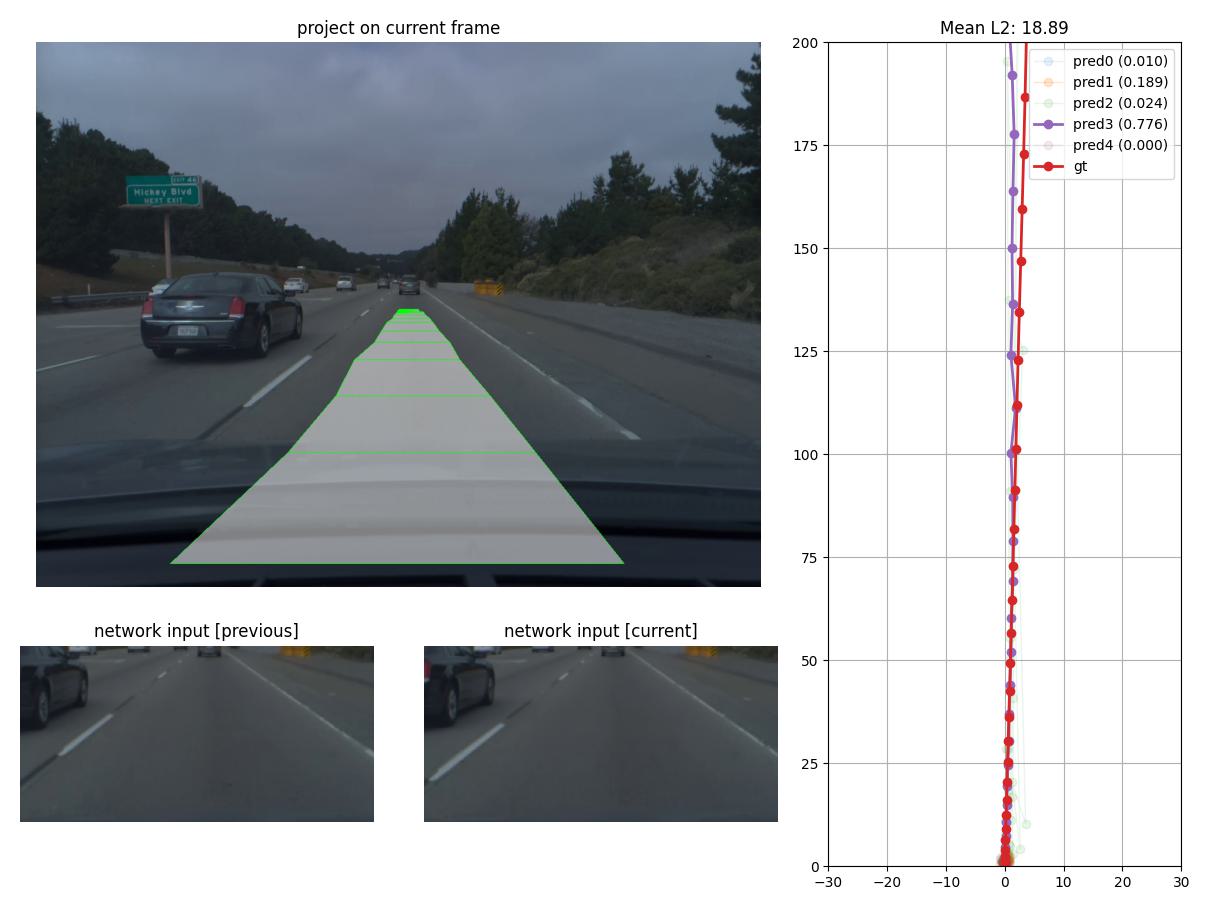 project on current frame
EXIT 46
Hickey Blvd
NEXT EXIT
network input [previous]
network input [current]
Mean L2: 18.89
pred0 (0.010)
pred1 (0.189)
pred2 (0.024)
pred3 (0.776)
pred4 (0.000)
gt
200
175
150
125
100
75
50
25
0
−30
−20
−10
0
10
20
30